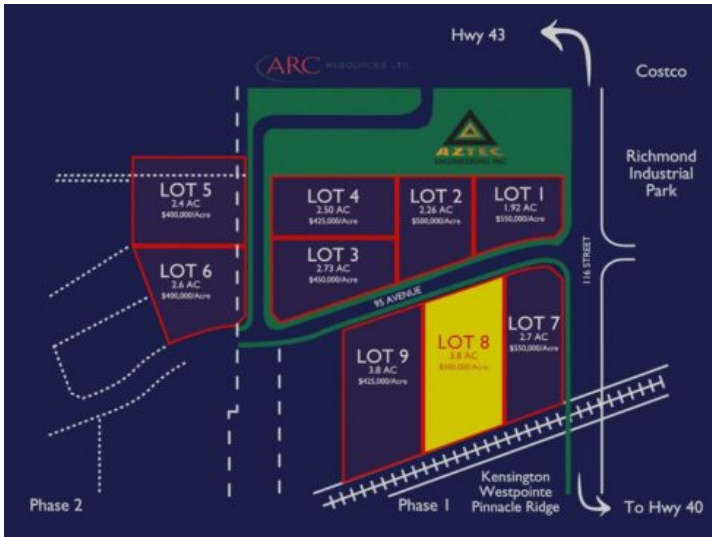 Hwy 43
ARC RESOURCES LTD.
Costco
AZTEC
ENGINEERING INC.
Richmond
Industrial
Park
LOT 5
2.4 AC
$400,000/Acre
LOT 4
2.50 AC
$425,000/Acre
LOT 2
2.26 AC
$500,000/Acre
LOT 1
1.92 AC
$550,000/Acre
LOT 6
2.6 AC
$400,000/Acre
LOT 3
2.73 AC
$450,000/Acre
116 STREET
95 AVENUE
LOT 9
3.8 AC
$425,000/Acre
LOT 8
3.8 AC
$500,000/Acre
LOT 7
2.7 AC
$550,000/Acre
Phase 2
Phase 1
Kensington
Westpointe
Pinnacle Ridge
To Hwy 40